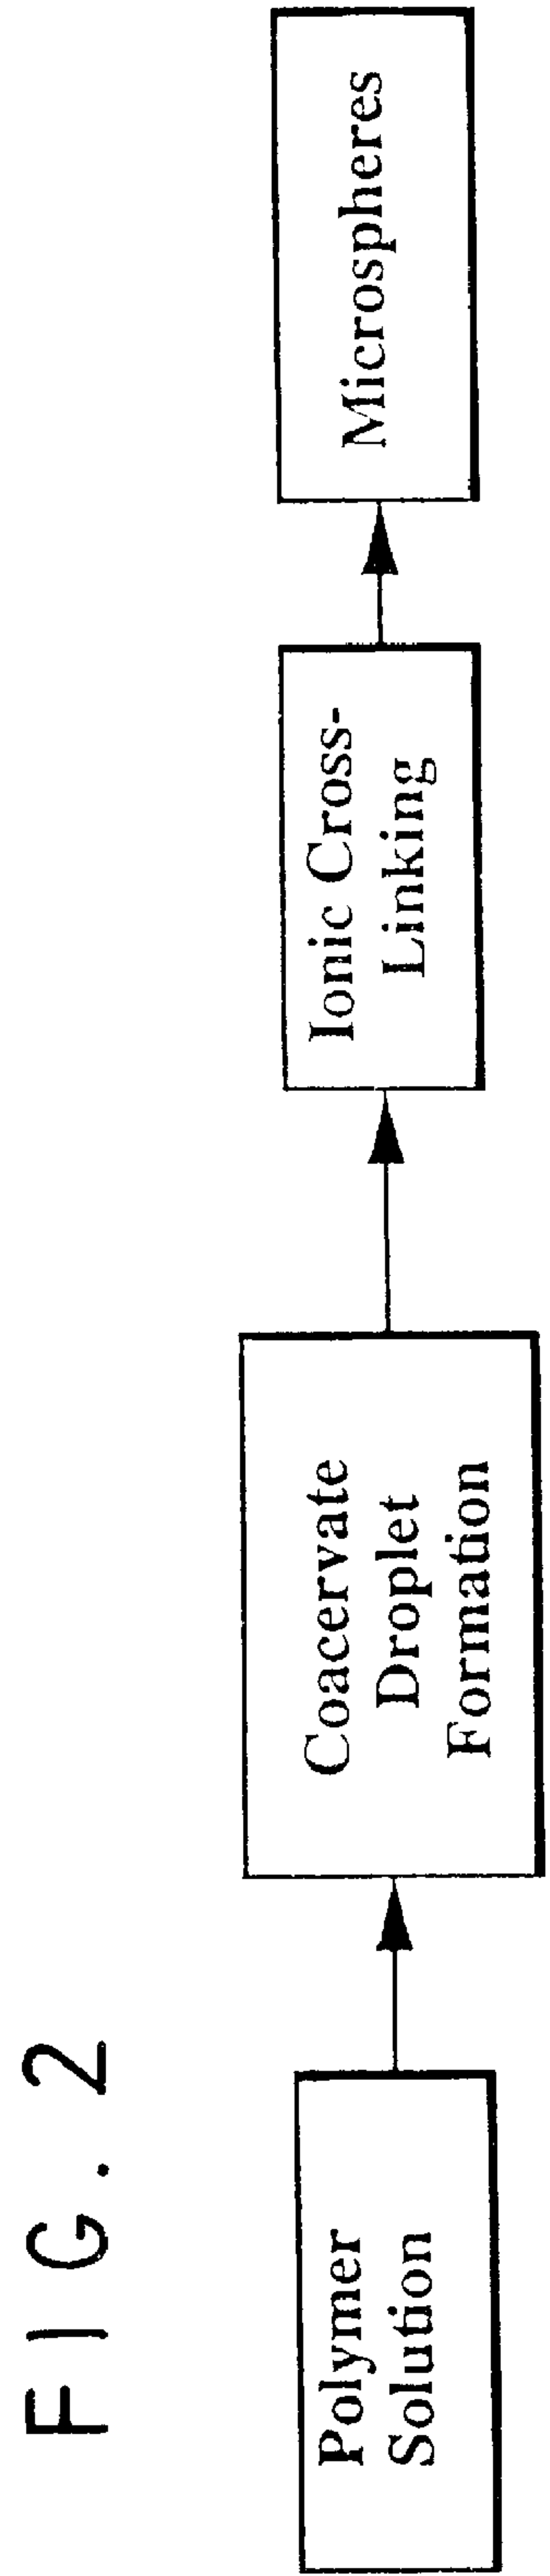 FIG. 2
Polymer
Solution
Coacervate
Droplet
Formation
Ionic Cross-
Linking
Microspheres